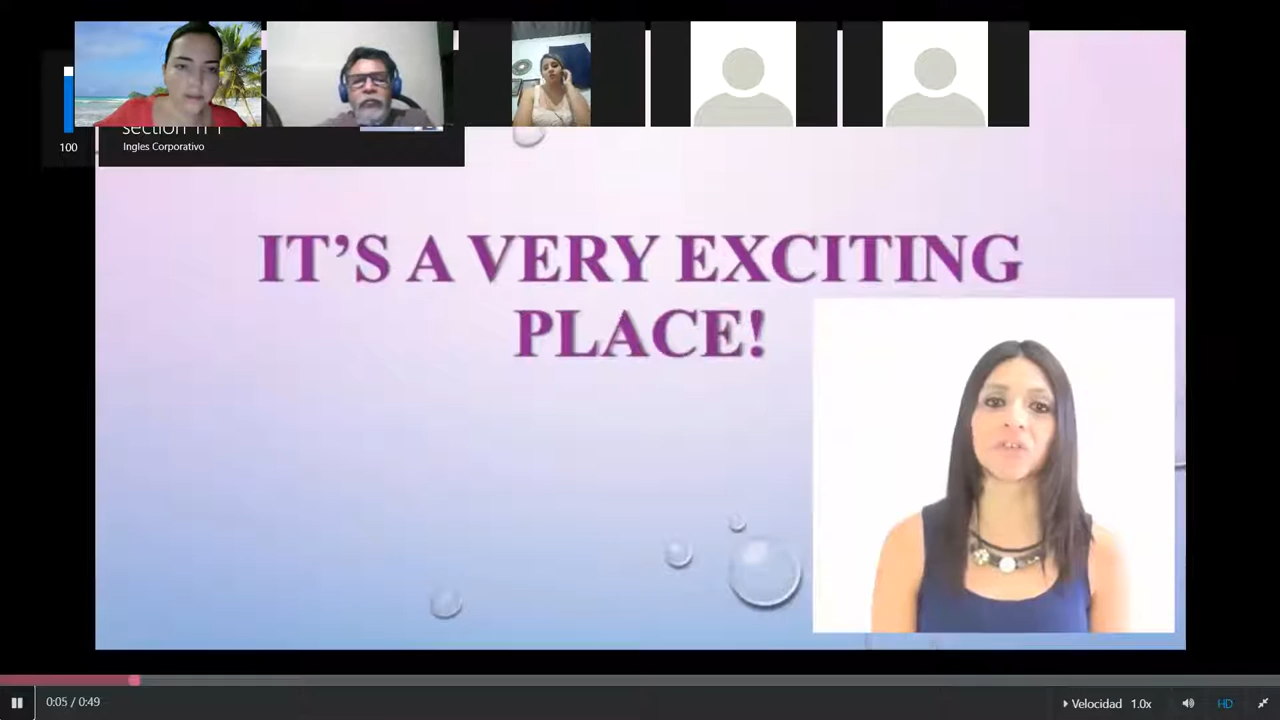 100
section 11 1
Ingles Corporativo
IT'S A VERY EXCITING
PLACE!
0:05 / 0:49
Velocidad 1.0x
HD